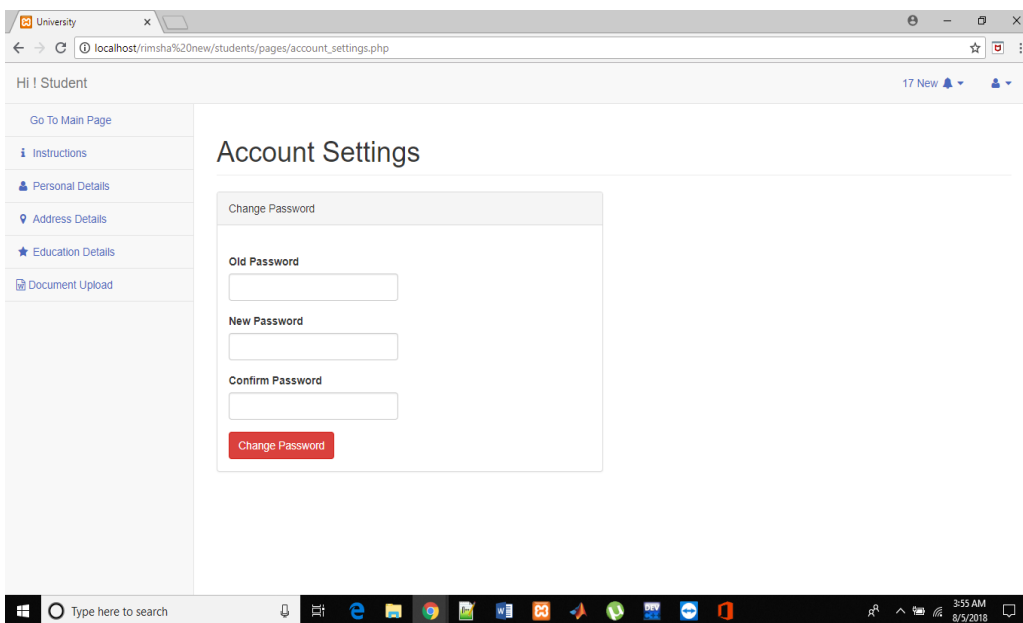 University
localhost/rimsha%20new/students/pages/account_settings.php
Hi ! Student
17 New
Go To Main Page
Instructions
Personal Details
Address Details
Education Details
Document Upload
Account Settings
Change Password
Old Password
New Password
Confirm Password
Change Password
Type here to search
DEV
3:55 AM
8/5/2018